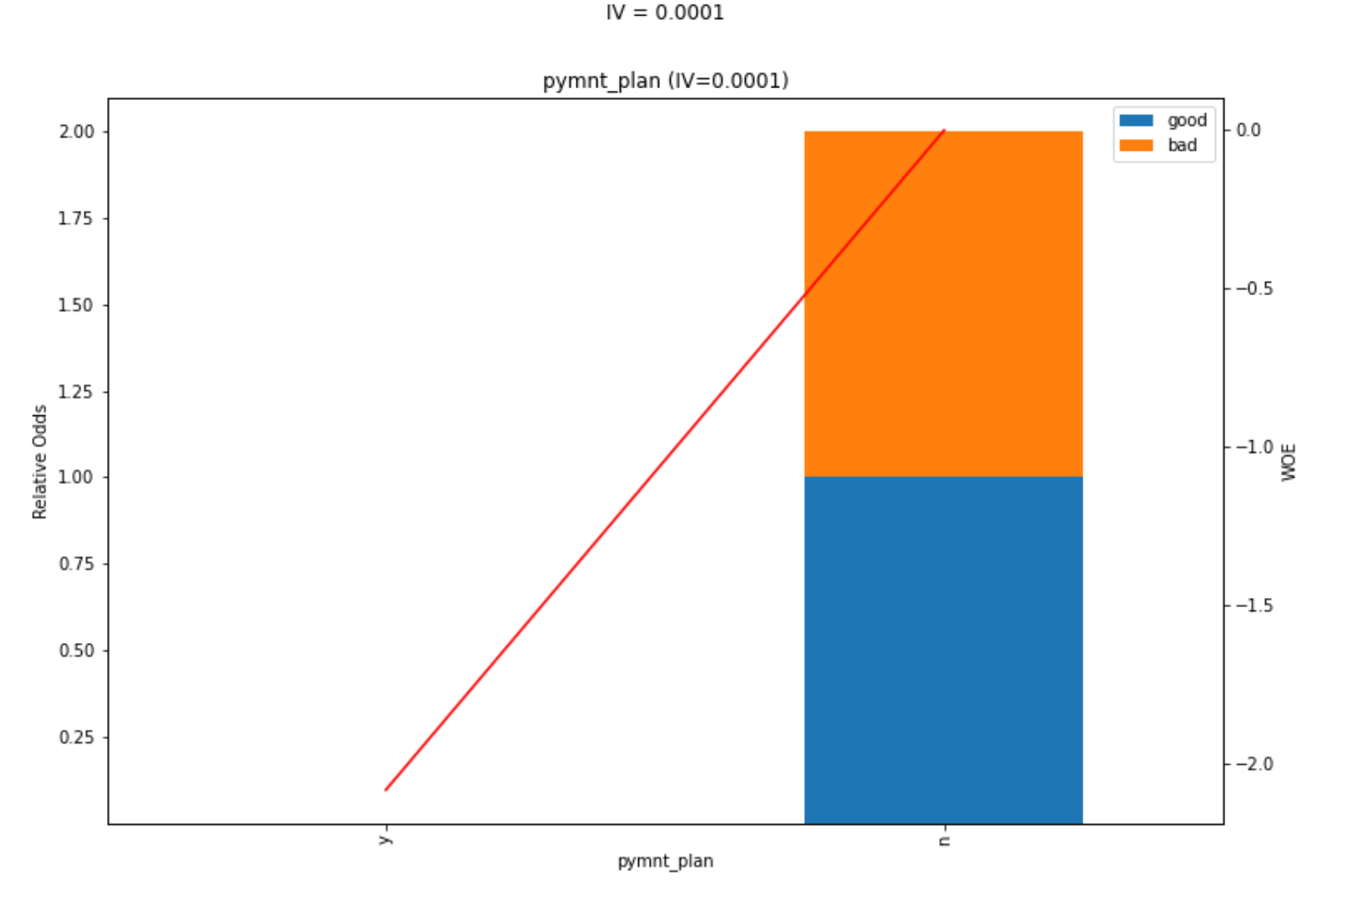 IV = 0.0001
pymnt_plan (IV=0.0001)
good
bad
2.00
1.75
1.50
1.25
1.00
0.75
0.50
0.25
Relative Odds
0.0
−0.5
−1.0
−1.5
−2.0
WOE
y
n
pymnt_plan